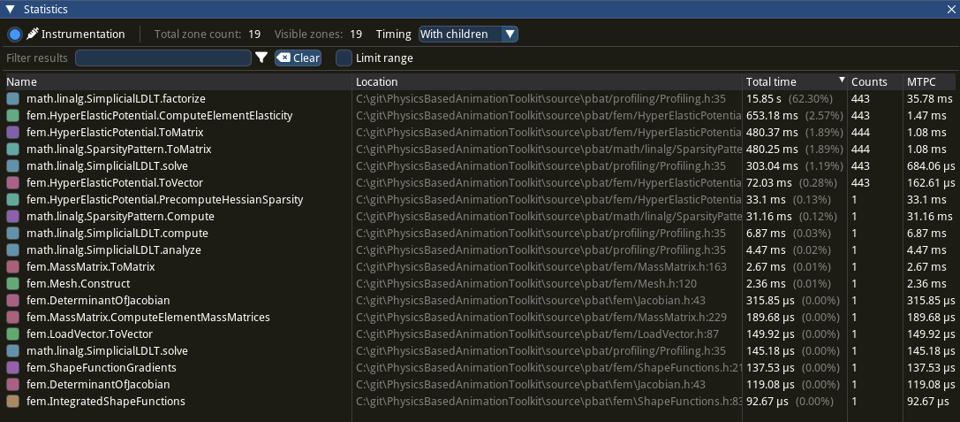 Statistics
Instrumentation Total zone count: 19 Visible zones: 19 Timing With children
Filter results Clear Limit range
Name Location Total time Counts MTPC
math.linalg.SimplicialLDLT.factorize C:\git\PhysicsBasedAnimationToolkit\source\pbat/profiling/Profiling.h:35 15.85 s (62.30%) 443 35.78 ms
fem.HyperElasticPotential.ComputeElementElasticity C:\git\PhysicsBasedAnimationToolkit\source\pbat/fem/HyperElasticPotentia 653.18 ms (2.57%) 443 1.47 ms
fem.HyperElasticPotential.ToMatrix C:\git\PhysicsBasedAnimationToolkit\source\pbat/fem/HyperElasticPotentia 480.37 ms (1.89%) 444 1.08 ms
math.linalg.SparsityPattern.ToMatrix C:\git\PhysicsBasedAnimationToolkit\source\pbat/math/linalg/SparsityPatte 480.25 ms (1.89%) 444 1.08 ms
math.linalg.SimplicialLDLT.solve C:\git\PhysicsBasedAnimationToolkit\source\pbat/profiling/Profiling.h:35 303.04 ms (1.19%) 443 684.06 µs
fem.HyperElasticPotential.ToVector C:\git\PhysicsBasedAnimationToolkit\source\pbat/fem/HyperElasticPotentia 72.03 ms (0.28%) 443 162.61 µs
fem.HyperElasticPotential.PrecomputeHessianSparsity C:\git\PhysicsBasedAnimationToolkit\source\pbat/fem/HyperElasticPotentia 33.1 ms (0.13%) 1 33.1 ms
math.linalg.SparsityPattern.Compute C:\git\PhysicsBasedAnimationToolkit\source\pbat/math/linalg/SparsityPatte 31.16 ms (0.12%) 1 31.16 ms
math.linalg.SimplicialLDLT.compute C:\git\PhysicsBasedAnimationToolkit\source\pbat/profiling/Profiling.h:35 6.87 ms (0.03%) 1 6.87 ms
math.linalg.SimplicialLDLT.analyze C:\git\PhysicsBasedAnimationToolkit\source\pbat/profiling/Profiling.h:35 4.47 ms (0.02%) 1 4.47 ms
fem.MassMatrix.ToMatrix C:\git\PhysicsBasedAnimationToolkit\source\pbat/fem/MassMatrix.h:163 2.67 ms (0.01%) 1 2.67 ms
fem.Mesh.Construct C:\git\PhysicsBasedAnimationToolkit\source\pbat/fem/Mesh.h:120 2.36 ms (0.01%) 1 2.36 ms
fem.DeterminantOfJacobian C:\git\PhysicsBasedAnimationToolkit\source\pbat\fem\Jacobian.h:43 315.85 µs (0.00%) 1 315.85 µs
fem.MassMatrix.ComputeElementMassMatrices C:\git\PhysicsBasedAnimationToolkit\source\pbat/fem/MassMatrix.h:229 189.68 µs (0.00%) 1 189.68 µs
fem.LoadVector.ToVector C:\git\PhysicsBasedAnimationToolkit\source\pbat/fem/LoadVector.h:87 149.92 µs (0.00%) 1 149.92 µs
math.linalg.SimplicialLDLT.solve C:\git\PhysicsBasedAnimationToolkit\source\pbat/profiling/Profiling.h:35 145.18 µs (0.00%) 1 145.18 µs
fem.ShapeFunctionGradients C:\git\PhysicsBasedAnimationToolkit\source\pbat/fem/ShapeFunctions.h:21 137.53 µs (0.00%) 1 137.53 µs
fem.DeterminantOfJacobian C:\git\PhysicsBasedAnimationToolkit\source\pbat/fem/Jacobian.h:43 119.08 µs (0.00%) 1 119.08 µs
fem.IntegratedShapeFunctions C:\git\PhysicsBasedAnimationToolkit\source\pbat\fem\ShapeFunctions.h:83 92.67 µs (0.00%) 1 92.67 µs